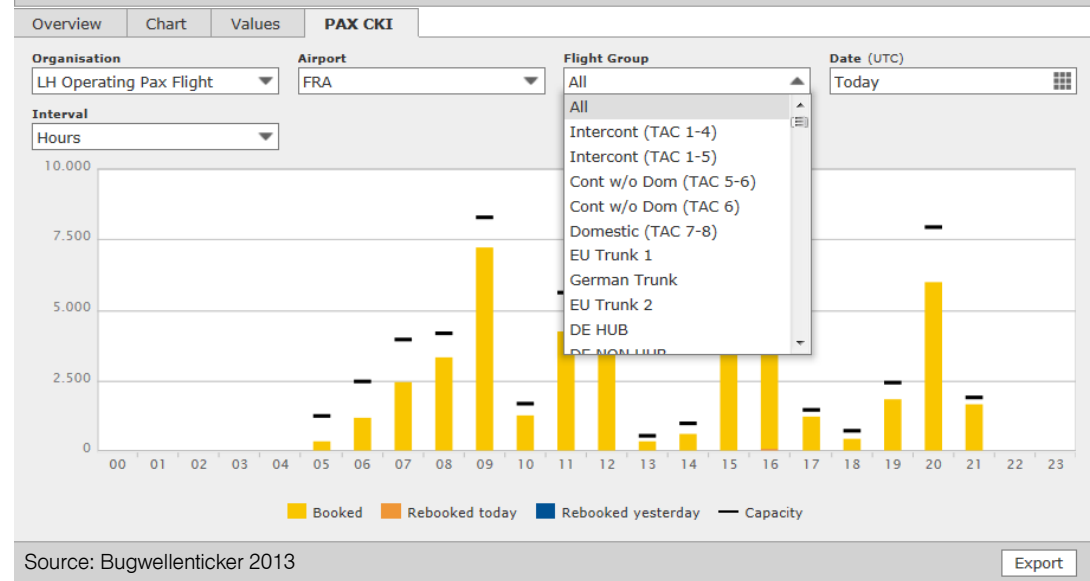 Overview Chart Values PAX CKI
Organisation Airport Flight Group Date (UTC)
LH Operating Pax Flight FRA All Today
Interval
Hours
All
Intercont (TAC 1-4)
Intercont (TAC 1-5)
Cont w/o Dom (TAC 5-6)
Cont w/o Dom (TAC 6)
Domestic (TAC 7-8)
EU Trunk 1
German Trunk
EU Trunk 2
DE HUB
DE NON HUB
10.000
7.500
5.000
2.500
0
00 01 02 03 04 05 06 07 08 09 10 11 12 13 14 15 16 17 18 19 20 21 22 23
Booked Rebooked today Rebooked yesterday Capacity
Source: Bugwellenticker 2013
Export